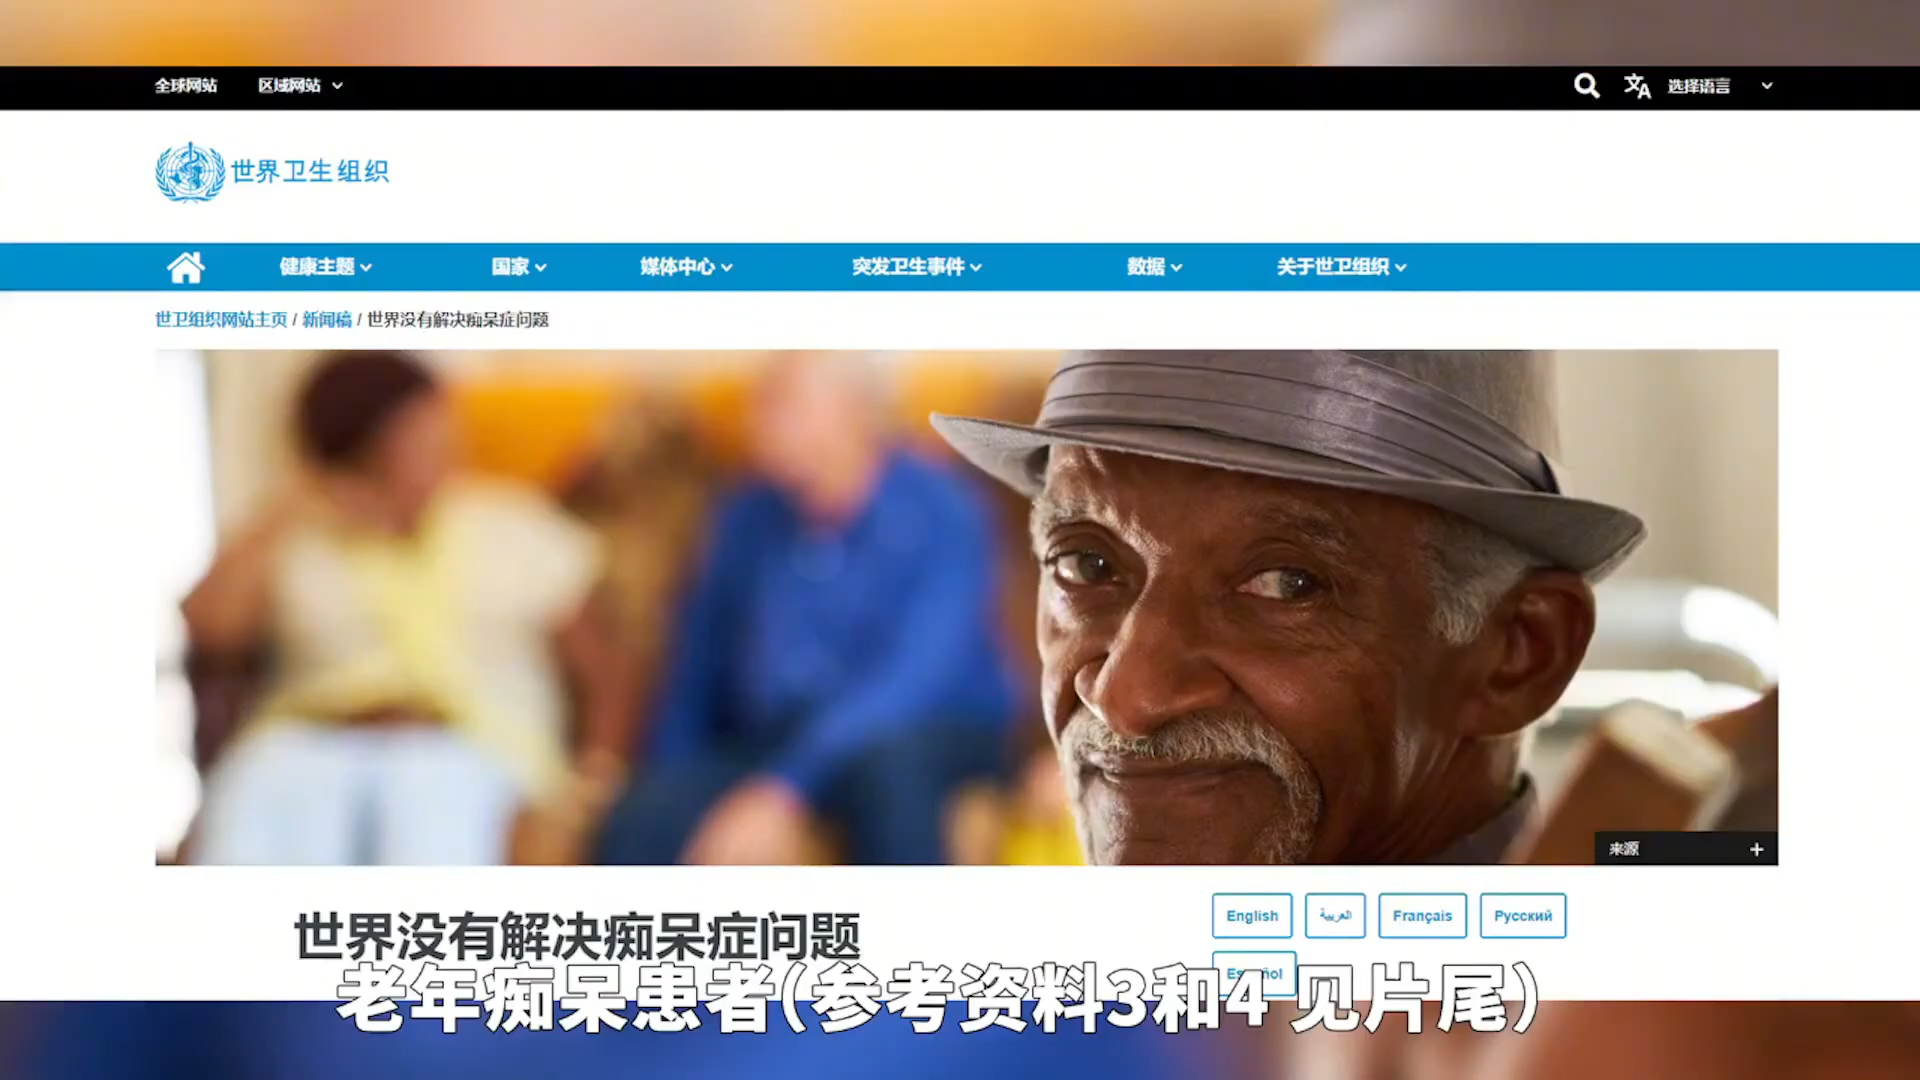 全球网站 区域网站
选择语言
世界卫生组织
健康主题 国家 媒体中心 突发卫生事件 数据 关于世卫组织
世卫组织网站主页 / 新闻稿 / 世界没有解决痴呆症问题
来源 +
世界没有解决痴呆症问题
English العربية Français Русский
Español
老年痴呆患者(参考资料3和4 见片尾)